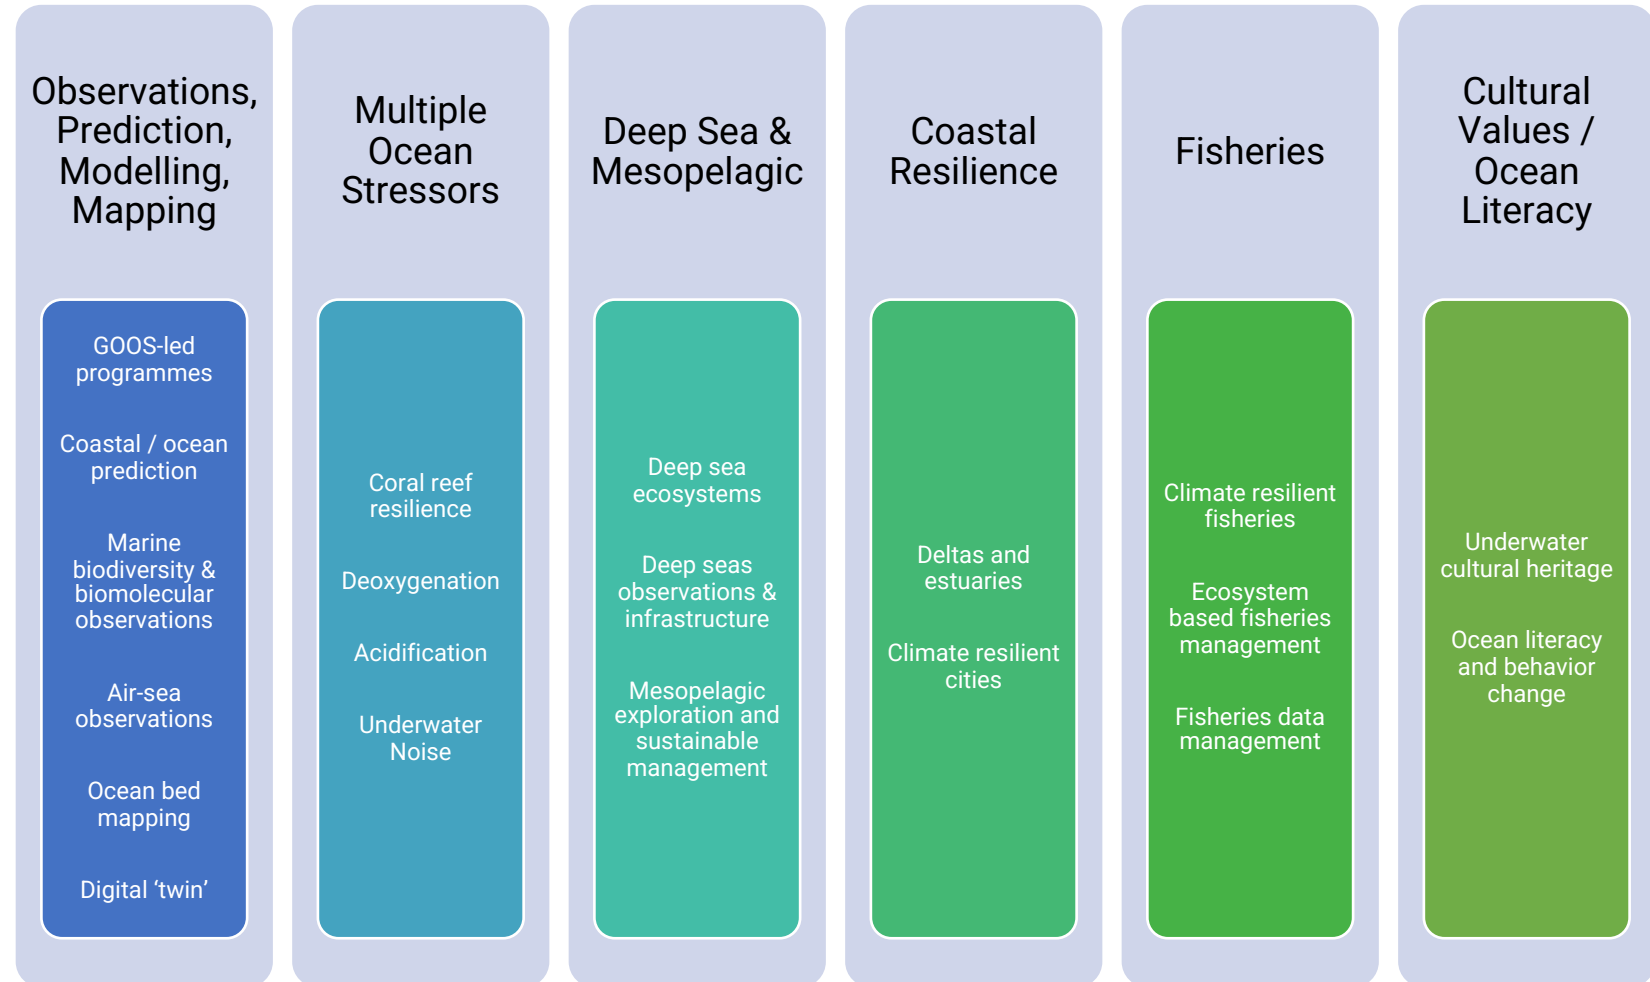 Observations,
Prediction,
Modelling,
Mapping
GOOS-led
programmes
Coastal / ocean
prediction
Marine
biodiversity &
biomolecular
observations
Air-sea
observations
Ocean bed
mapping
Digital ‘twin’
Multiple
Ocean
Stressors
Coral reef
resilience
Deoxygenation
Acidification
Underwater
Noise
Deep Sea &
Mesopelagic
Deep sea
ecosystems
Deep seas
observations &
infrastructure
Mesopelagic
exploration and
sustainable
management
Coastal
Resilience
Deltas and
estuaries
Climate resilient
cities
Fisheries
Climate resilient
fisheries
Ecosystem
based fisheries
management
Fisheries data
management
Cultural
Values /
Ocean
Literacy
Underwater
cultural heritage
Ocean literacy
and behavior
change